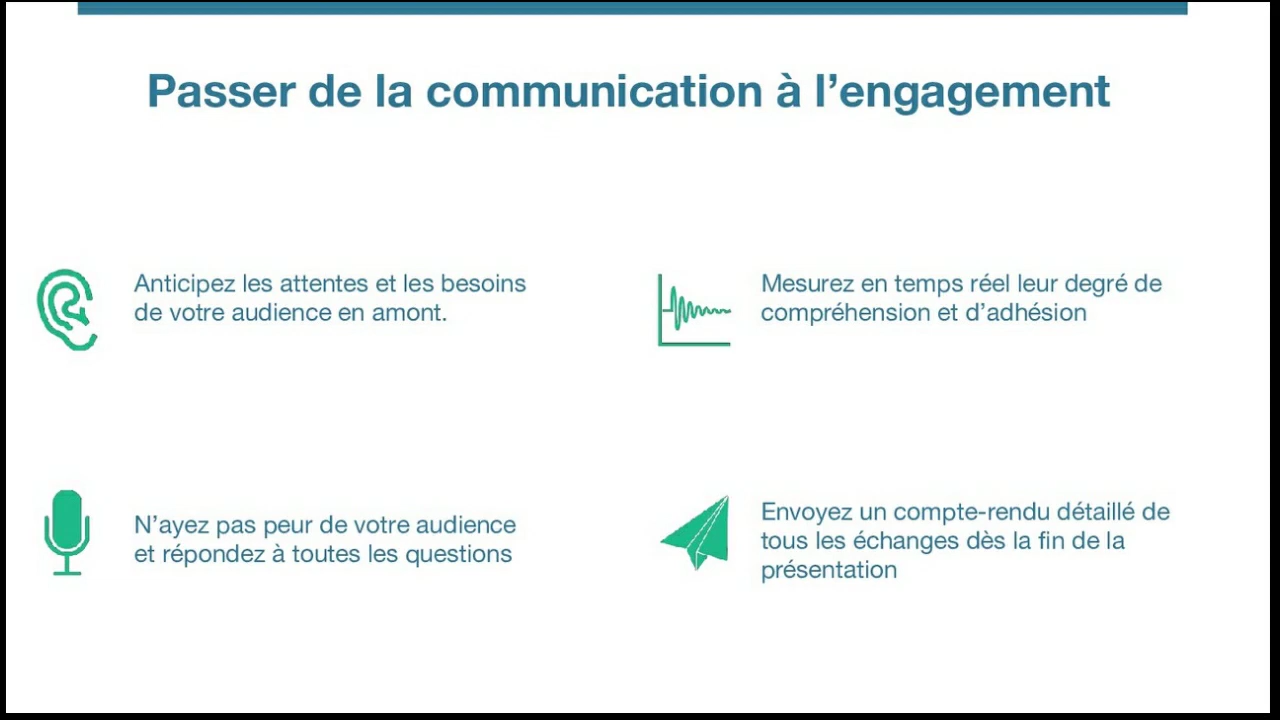 Passer de la communication à l’engagement
Anticipez les attentes et les besoins
de votre audience en amont.
Mesurez en temps réel leur degré de
compréhension et d’adhésion
N’ayez pas peur de votre audience
et répondez à toutes les questions
Envoyez un compte-rendu détaillé de
tous les échanges dès la fin de la
présentation